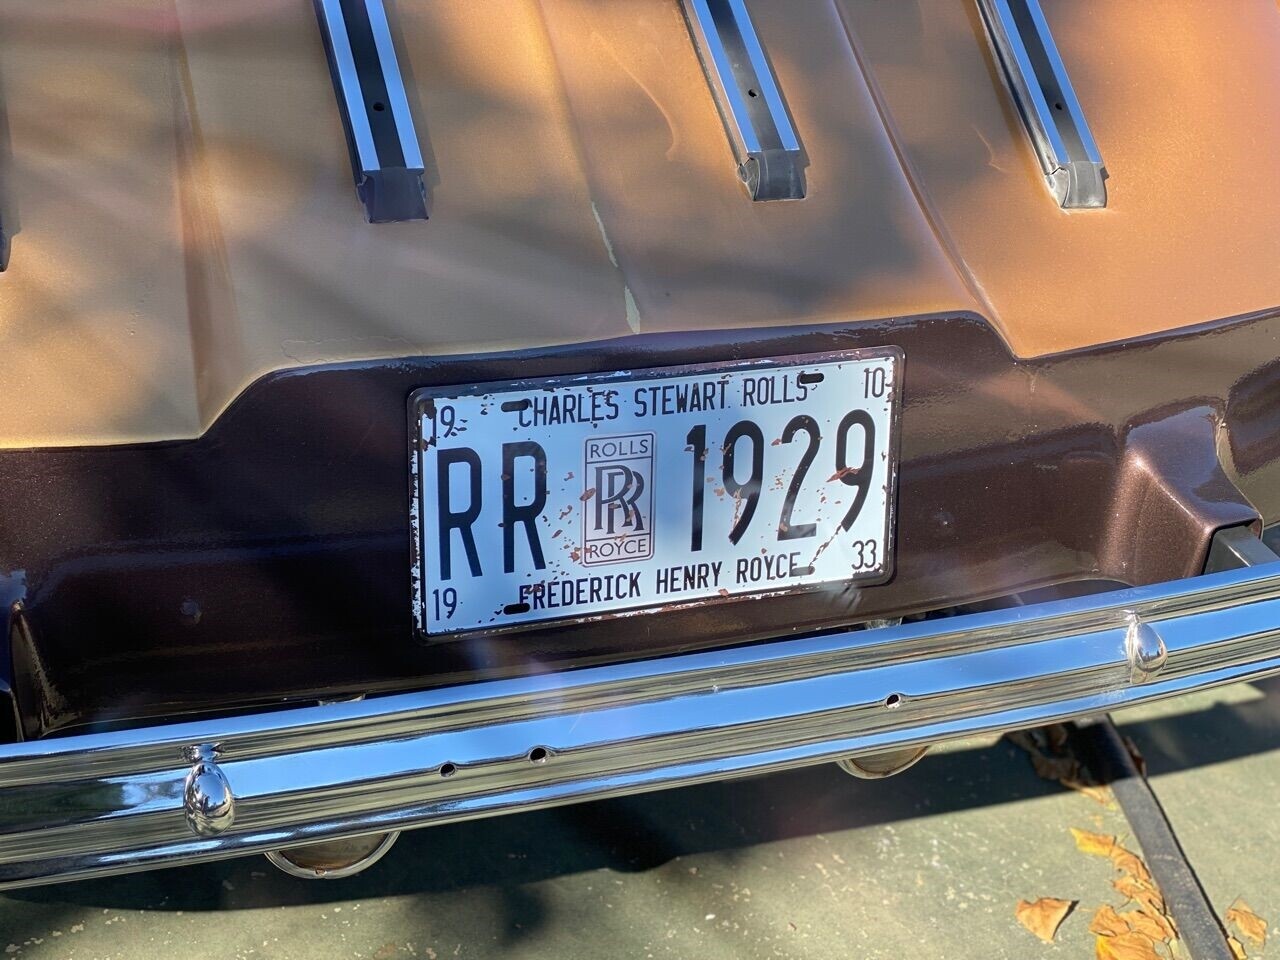 19 CHARLES STEWART ROLLS 10
RR ROLLS RR ROYCE 1929
19 FREDERICK HENRY ROYCE 33